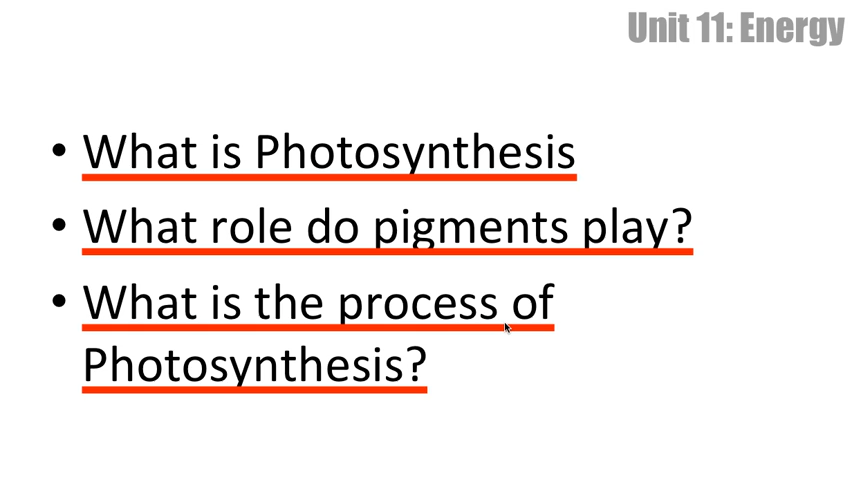 Unit 11: Energy
• What is Photosynthesis
• What role do pigments play?
• What is the process of
Photosynthesis?